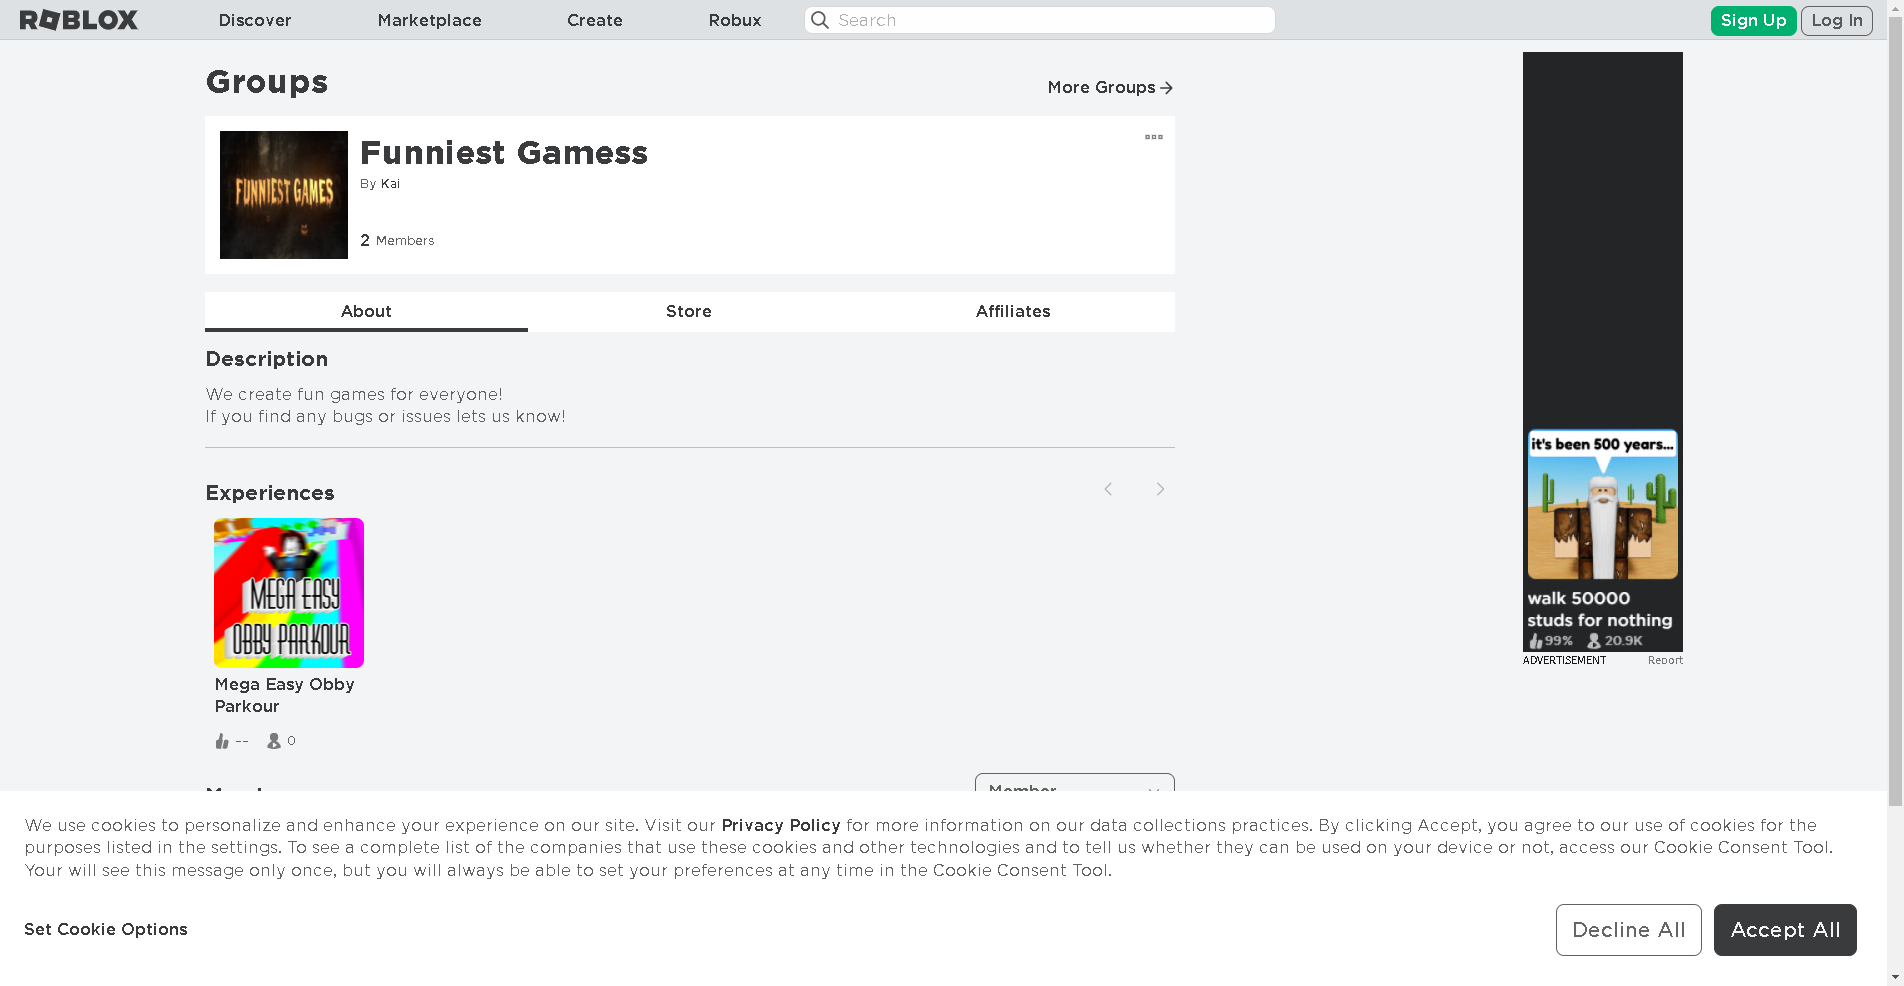 ROBLOX
Discover
Marketplace
Create
Robux
Search
Sign Up
Log In
Groups
More Groups
FUNNIEST GAMES
Funniest Gamess
By Kai
2 Members
About
Store
Affiliates
Description
We create fun games for everyone!
If you find any bugs or issues lets us know!
Experiences
MEGA EASY
OBBY PARKOUR
Mega Easy Obby
Parkour
--
0
it's been 500 years...
walk 50000
studs for nothing
99% 20.9K
ADVERTISEMENT
Report
Member
We use cookies to personalize and enhance your experience on our site. Visit our Privacy Policy for more information on our data collections practices. By clicking Accept, you agree to our use of cookies for the
purposes listed in the settings. To see a complete list of the companies that use these cookies and other technologies and to tell us whether they can be used on your device or not, access our Cookie Consent Tool.
Your will see this message only once, but you will always be able to set your preferences at any time in the Cookie Consent Tool.
Set Cookie Options
Decline All
Accept All